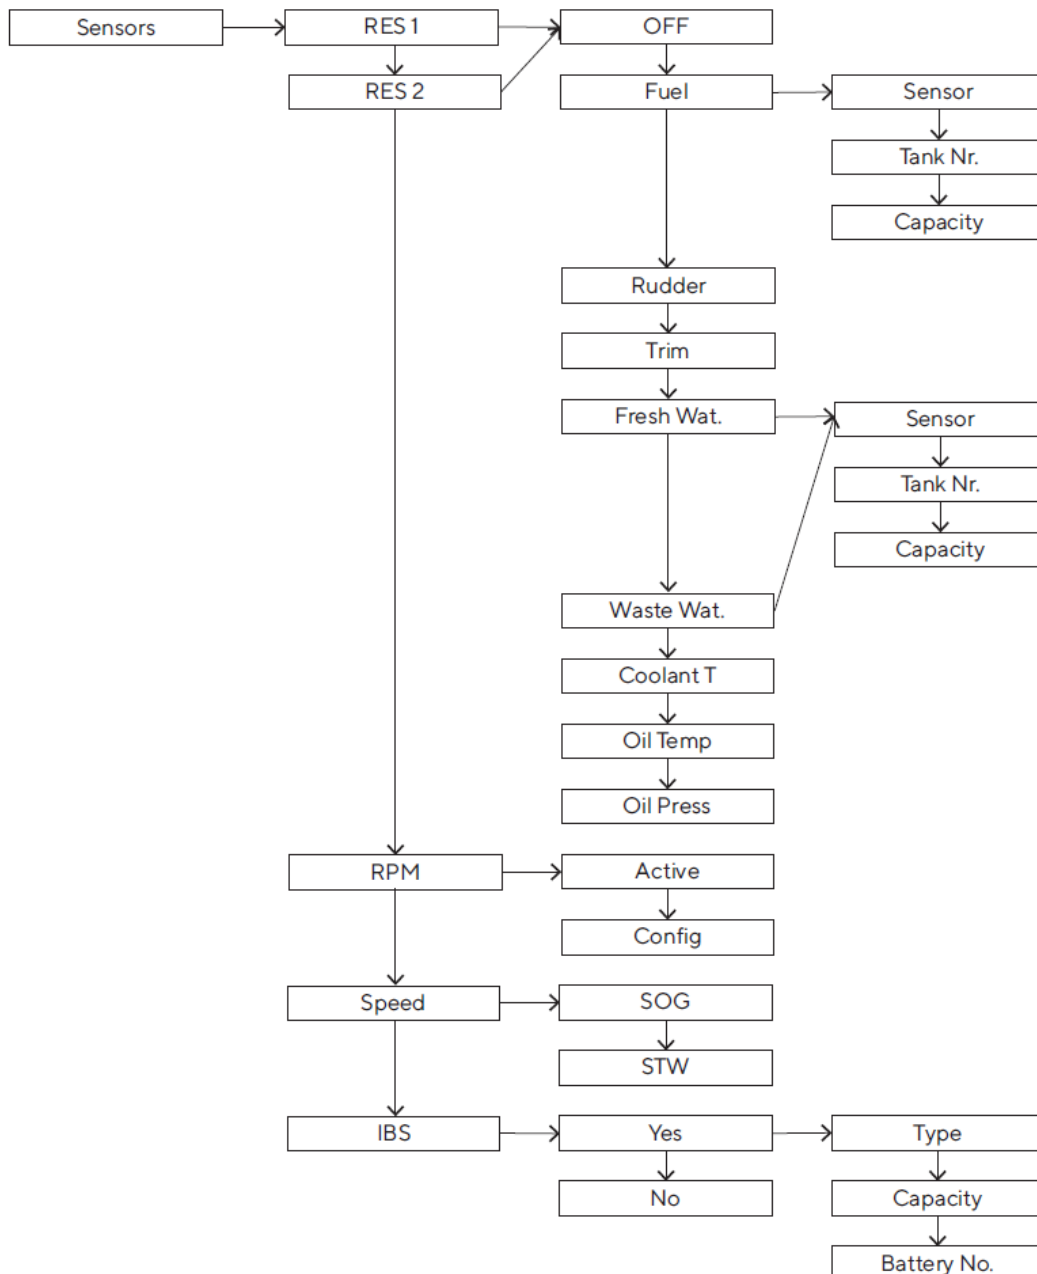 Sensors
RES 1
OFF
RES 2
Fuel
Sensor
Tank Nr.
Capacity
Rudder
Trim
Fresh Wat.
Sensor
Tank Nr.
Capacity
Waste Wat.
Coolant T
Oil Temp
Oil Press
RPM
Active
Config
Speed
SOG
STW
IBS
Yes
Type
No
Capacity
Battery No.